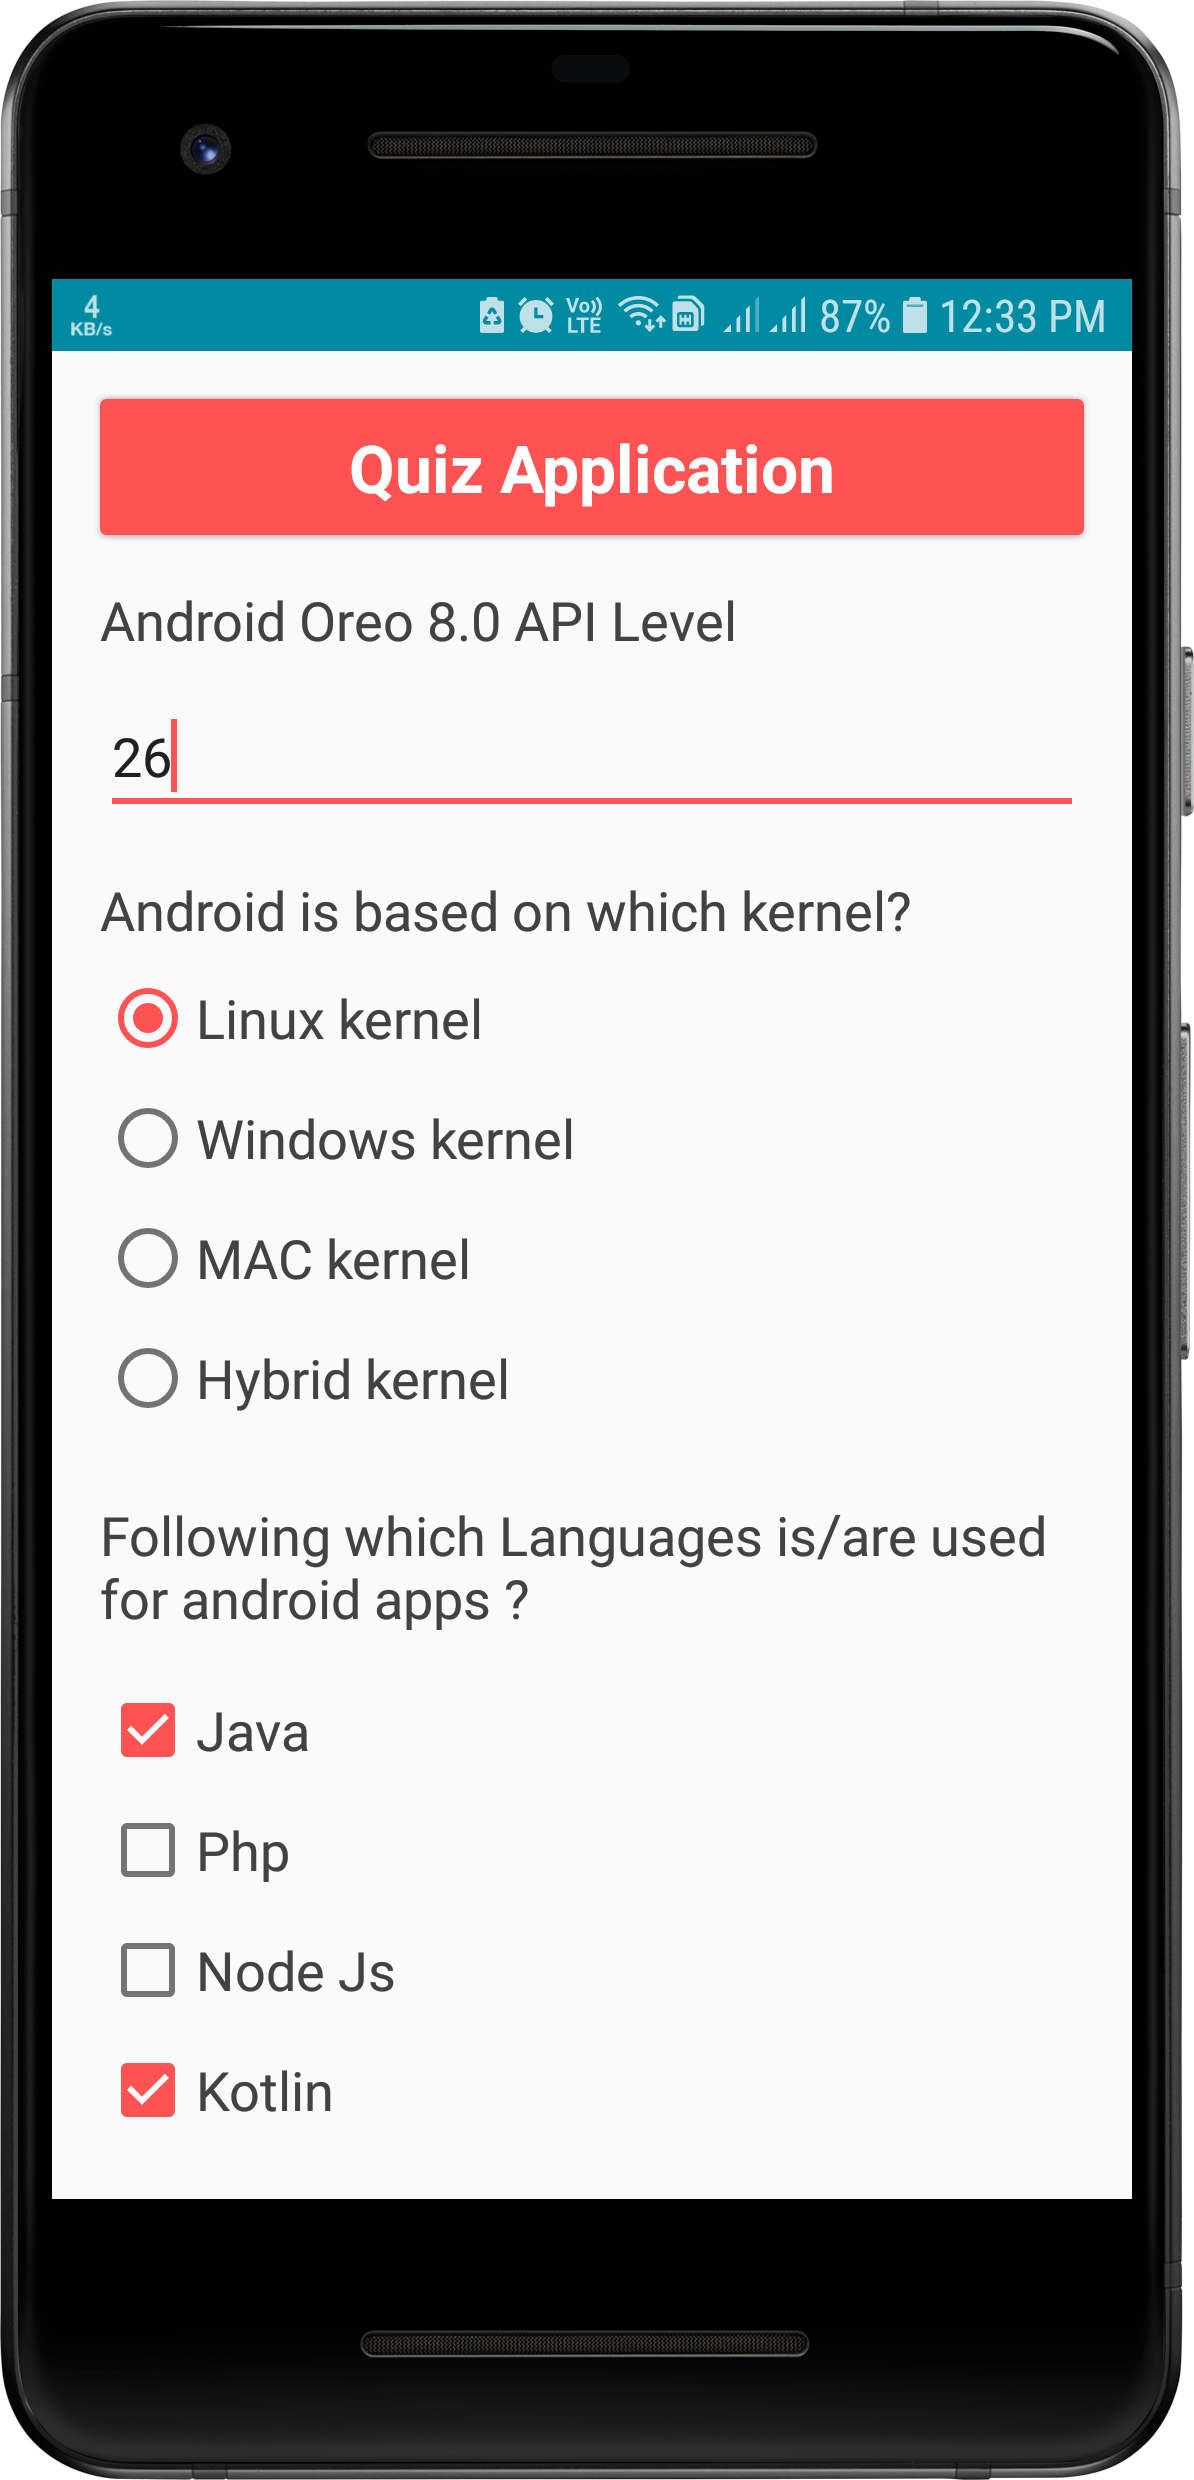 4
KB/s
Vo))
LTE
87%
12:33 PM
Quiz Application
Android Oreo 8.0 API Level
26
Android is based on which kernel?
Linux kernel
Windows kernel
MAC kernel
Hybrid kernel
Following which Languages is/are used
for android apps ?
Java
Php
Node Js
Kotlin